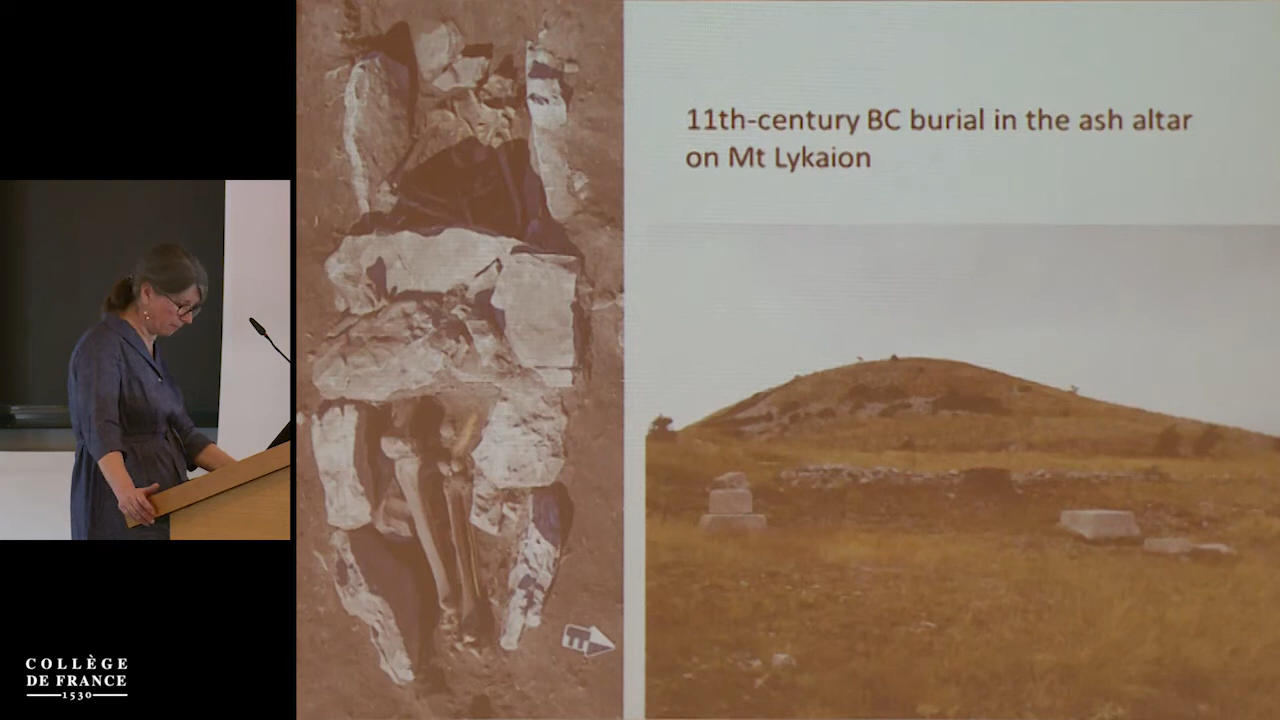 11th-century BC burial in the ash altar
on Mt Lykaion
COLLÈGE
DE FRANCE
1530